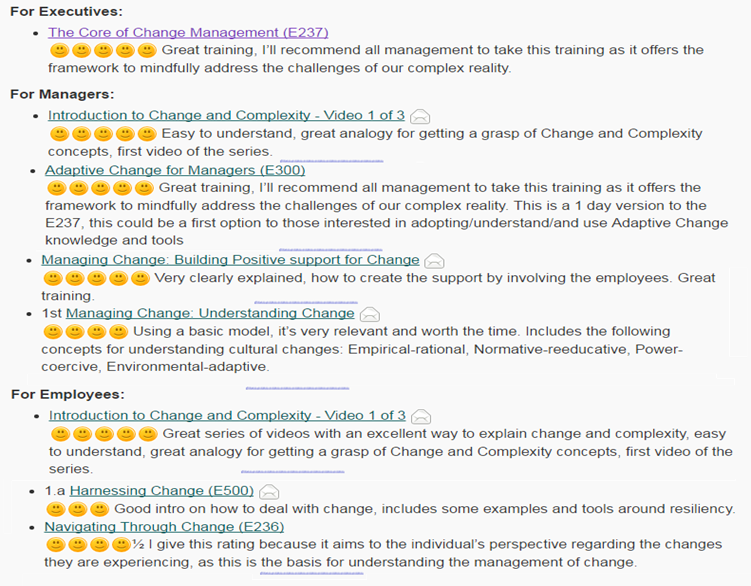 For Executives:
• The Core of Change Management (E237)
Great training, I'll recommend all management to take this training as it offers the
framework to mindfully address the challenges of our complex reality.
For Managers:
• Introduction to Change and Complexity - Video 1 of 3
Easy to understand, great analogy for getting a grasp of Change and Complexity
concepts, first video of the series.
• Adaptive Change for Managers (E300)
Great training, I'll recommend all management to take this training as it offers the
framework to mindfully address the challenges of our complex reality. This is a 1 day version to the
E237, this could be a first option to those interested in adopting/understand/and use Adaptive Change
knowledge and tools
• Managing Change: Building Positive support for Change
Very clearly explained, how to create the support by involving the employees. Great
training.
• 1st Managing Change: Understanding Change
Using a basic model, it's very relevant and worth the time. Includes the following
concepts for understanding cultural changes: Empirical-rational, Normative-reeducative, Power-
coercive, Environmental-adaptive.
For Employees:
• Introduction to Change and Complexity - Video 1 of 3
Great series of videos with an excellent way to explain change and complexity, easy
to understand, great analogy for getting a grasp of Change and Complexity concepts, first video of the
series.
• 1.a Harnessing Change (E500)
Good intro on how to deal with change, includes some examples and tools around resiliency.
• Navigating Through Change (E236)
½ I give this rating because it aims to the individual's perspective regarding the changes
they are experiencing, as this is the basis for understanding the management of change.